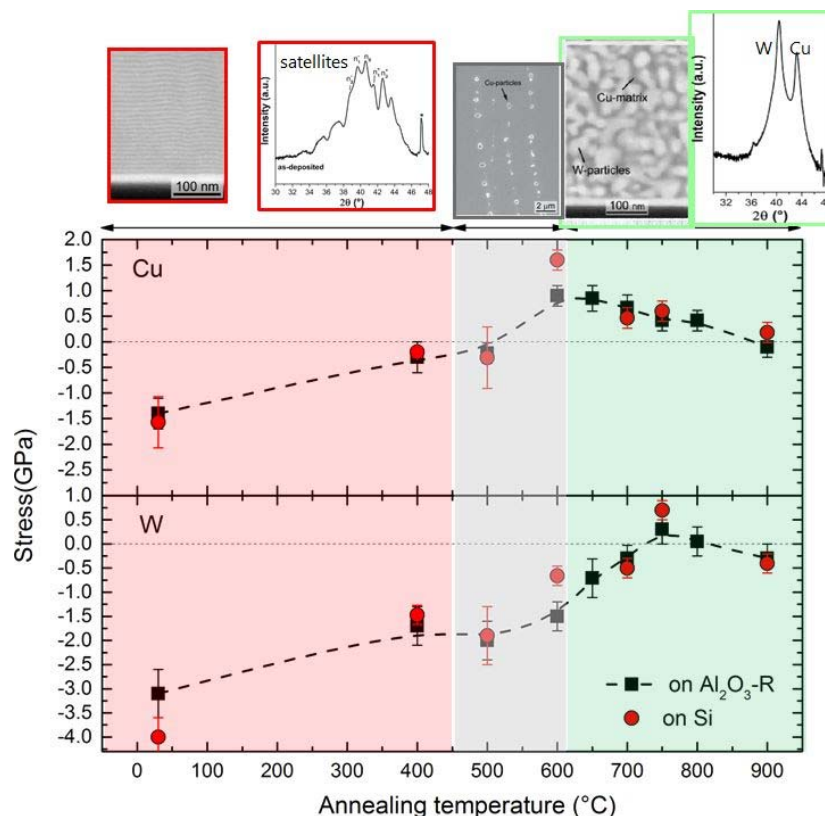 satellites
Intensity (a.u.)
as-deposited
30 32 34 36 38 40 42 44 46 48
2θ (°)
100 nm
Cu-particles
2 μm
Cu-matrix
W-particles
100 nm
W Cu
Intensity (a.u.)
40 44
2θ (°)
Cu
2.0
1.5
1.0
0.5
0.0
-0.5
-1.0
-1.5
-2.0
-2.5
Stress(GPa)
1.0
W
0.5
0.0
-0.5
-1.0
-1.5
-2.0
-2.5
-3.0
-3.5
-4.0
on Al₂O₃-R
on Si
0 100 200 300 400 500 600 700 800 900
Annealing temperature (°C)